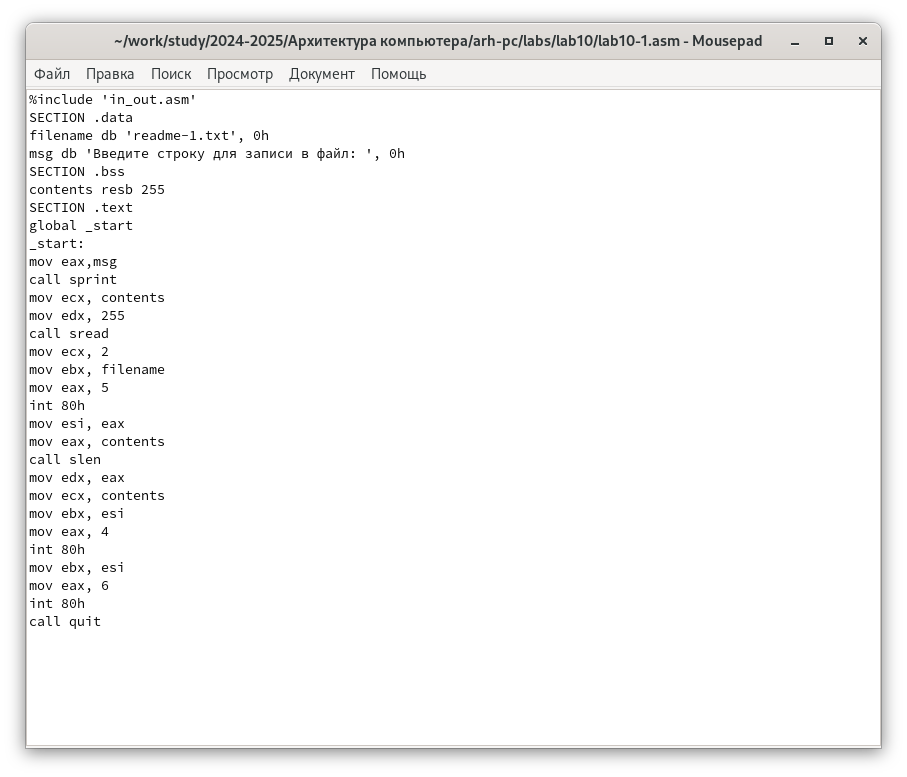 ~/work/study/2024-2025/Архитектура компьютера/arh-pc/labs/lab10/lab10-1.asm - Mousepad
Файл Правка Поиск Просмотр Документ Помощь
%include 'in_out.asm'
SECTION .data
filename db 'readme-1.txt', 0h
msg db 'Введите строку для записи в файл: ', 0h
SECTION .bss
contents resb 255
SECTION .text
global _start
_start:
mov eax,msg
call sprint
mov ecx, contents
mov edx, 255
call sread
mov ecx, 2
mov ebx, filename
mov eax, 5
int 80h
mov esi, eax
mov eax, contents
call slen
mov edx, eax
mov ecx, contents
mov ebx, esi
mov eax, 4
int 80h
mov ebx, esi
mov eax, 6
int 80h
call quit